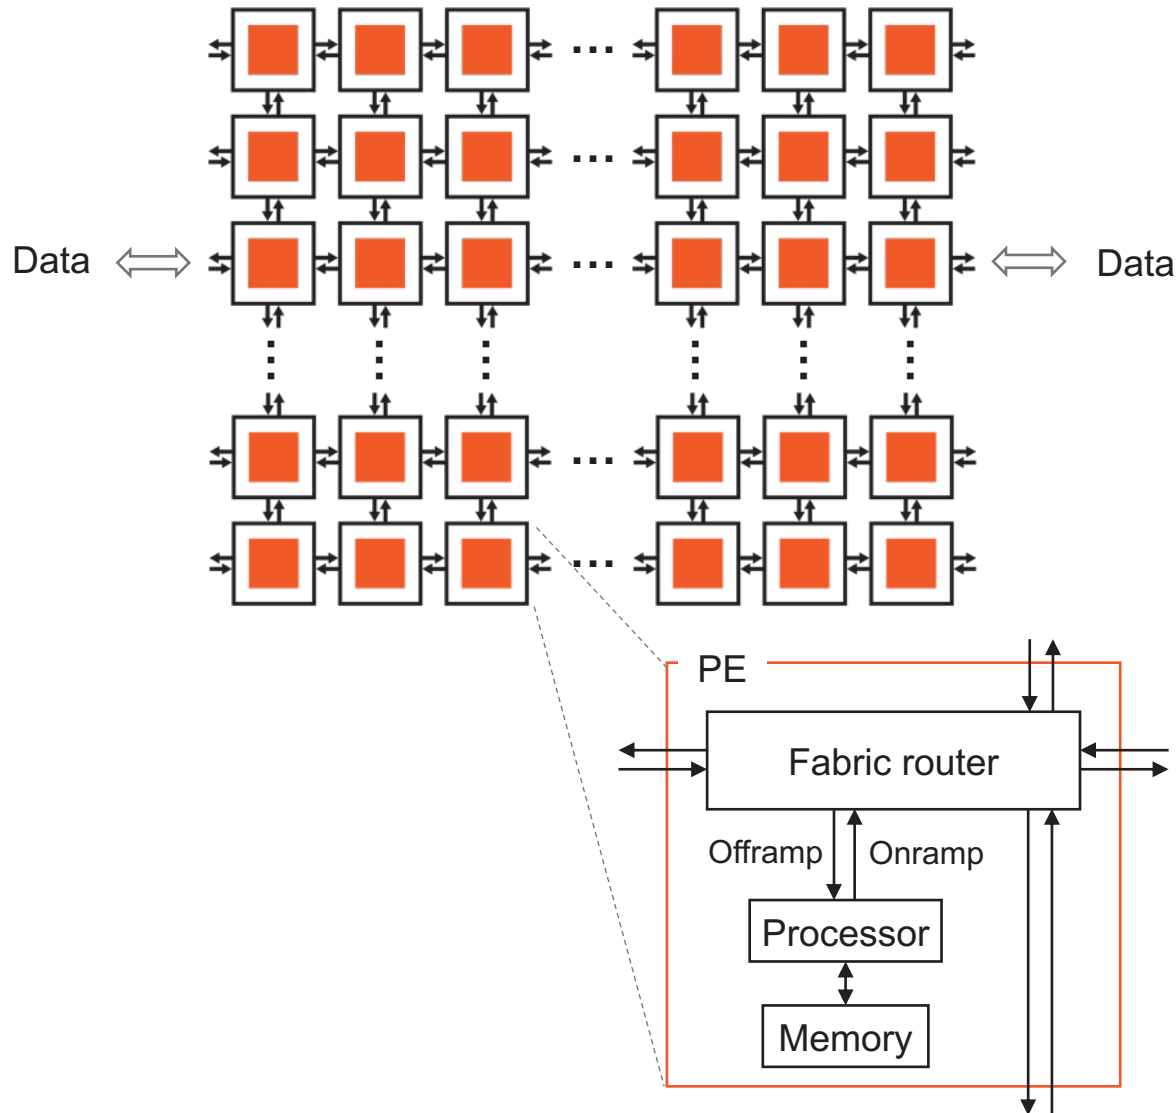 Data
Data
PE
Fabric router
Offramp
Onramp
Processor
Memory